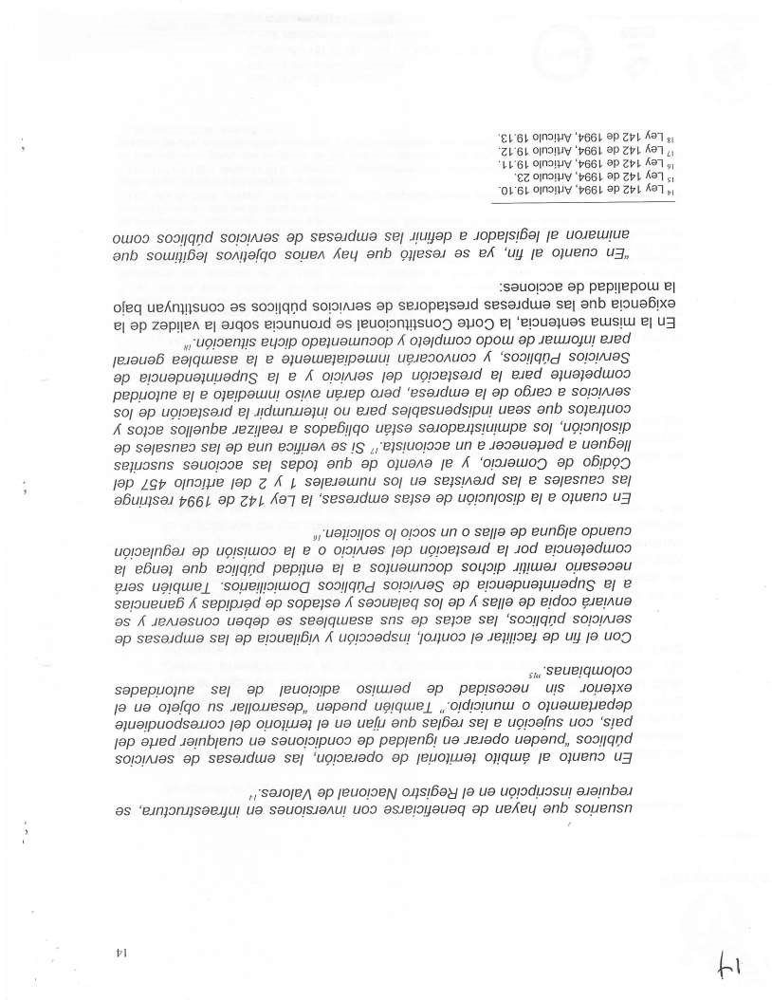 14
usuarios que hayan de beneficiarse con inversiones en infraestructura, se
requiere inscripción en el Registro Nacional de Valores.14
En cuanto al ámbito territorial de operación, las empresas de servicios
públicos “pueden operar en igualdad de condiciones en cualquier parte del
país, con sujeción a las reglas que rijan en el territorio del correspondiente
departamento o municipio.” También pueden “desarrollar su objeto en el
exterior sin necesidad de permiso adicional de las autoridades
colombianas.”15
Con el fin de facilitar el control, inspección y vigilancia de las empresas de
servicios públicos, las actas de sus asambleas se deben conservar y se
enviará copia de ellas y de los balances y estados de pérdidas y ganancias
a la Superintendencia de Servicios Públicos Domiciliarios. También será
necesario remitir dichos documentos a la entidad pública que tenga la
competencia por la prestación del servicio o a la comisión de regulación
cuando alguna de ellas o un socio lo soliciten.16
En cuanto a la disolución de estas empresas, la Ley 142 de 1994 restringe
las causales a las previstas en los numerales 1 y 2 del artículo 457 del
Código de Comercio, y al evento de que todas las acciones suscritas
lleguen a pertenecer a un accionista.17 Si se verifica una de las causales de
disolución, los administradores están obligados a realizar aquellos actos y
contratos que sean indispensables para no interrumpir la prestación de los
servicios a cargo de la empresa, pero darán aviso inmediato a la autoridad
competente para la prestación del servicio y a la Superintendencia de
Servicios Públicos, y convocarán inmediatamente a la asamblea general
para informar de modo completo y documentado dicha situación.18
En la misma sentencia, la Corte Constitucional se pronuncia sobre la validez de la
exigencia que las empresas prestadoras de servicios públicos se constituyan bajo
la modalidad de acciones:
“En cuanto al fin, ya se resaltó que hay varios objetivos legítimos que
animaron al legislador a definir las empresas de servicios públicos como
14 Ley 142 de 1994, Artículo 19.10.
15 Ley 142 de 1994, Artículo 23.
16 Ley 142 de 1994, Artículo 19.11.
17 Ley 142 de 1994, Artículo 19.12.
18 Ley 142 de 1994, Artículo 19.13.